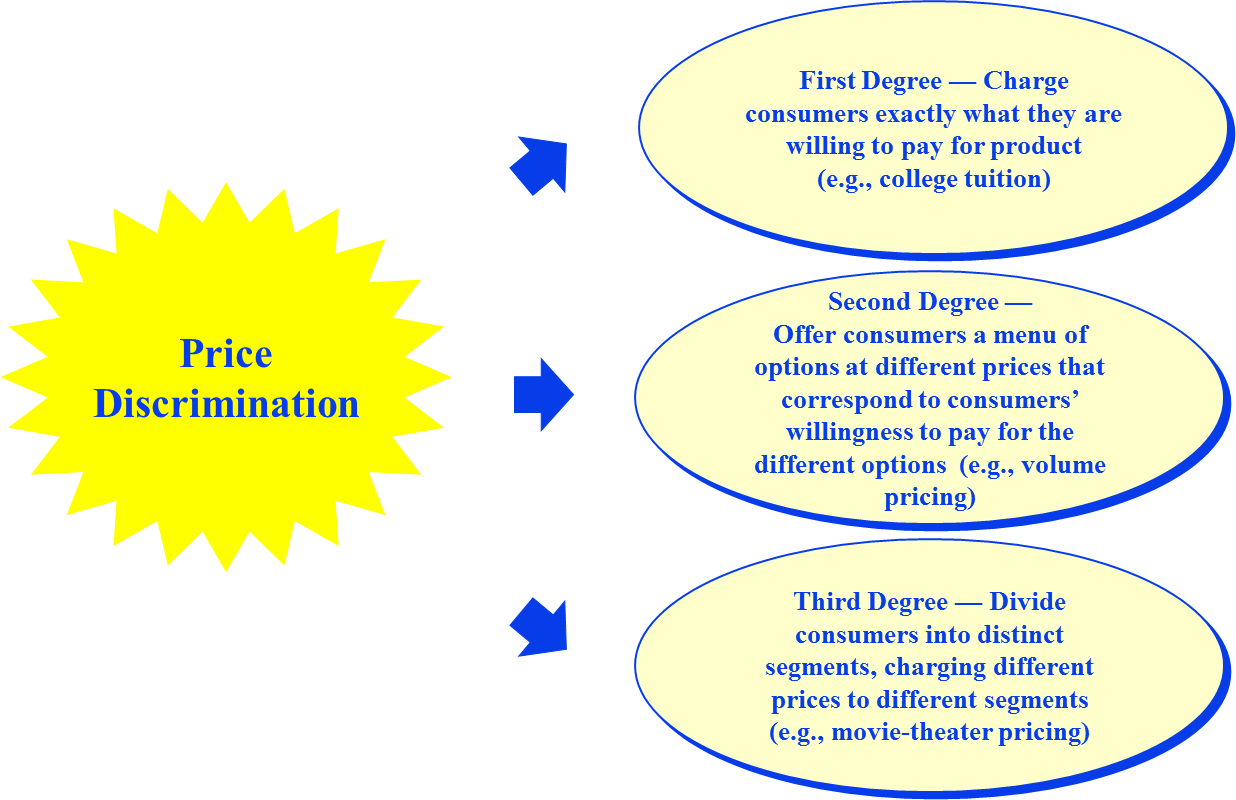 Price
Discrimination
First Degree — Charge
consumers exactly what they are
willing to pay for product
(e.g., college tuition)
Second Degree —
Offer consumers a menu of
options at different prices that
correspond to consumers’
willingness to pay for the
different options  (e.g., volume
pricing)
Third Degree — Divide
consumers into distinct
segments, charging different
prices to different segments
(e.g., movie-theater pricing)